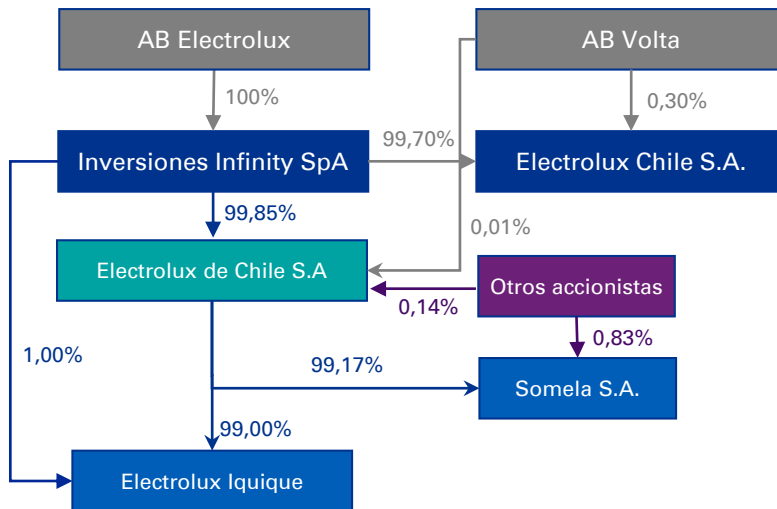 AB Electrolux
AB Volta
100%
0,30%
Inversiones Infinity SpA
99,70%
Electrolux Chile S.A.
99,85%
0,01%
Electrolux de Chile S.A
Otros accionistas
0,14%
0,83%
1,00%
99,17%
Somela S.A.
99,00%
Electrolux Iquique